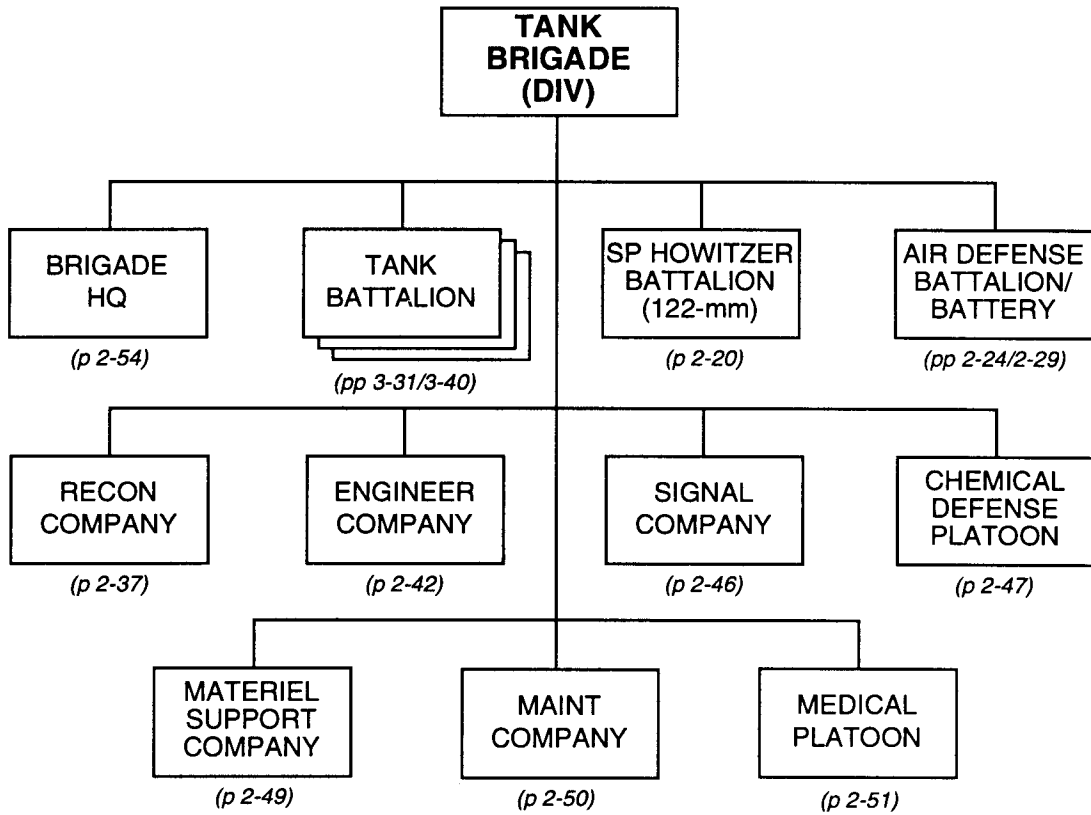 TANK
BRIGADE
(DIV)
BRIGADE
HQ
(p 2-54)
TANK
BATTALION
(pp 3-31/3-40)
SP HOWITZER
BATTALION
(122-mm)
(p 2-20)
AIR DEFENSE
BATTALION/
BATTERY
(pp 2-24/2-29)
RECON
COMPANY
(p 2-37)
ENGINEER
COMPANY
(p 2-42)
SIGNAL
COMPANY
(p 2-46)
CHEMICAL
DEFENSE
PLATOON
(p 2-47)
MATERIEL
SUPPORT
COMPANY
(p 2-49)
MAINT
COMPANY
(p 2-50)
MEDICAL
PLATOON
(p 2-51)